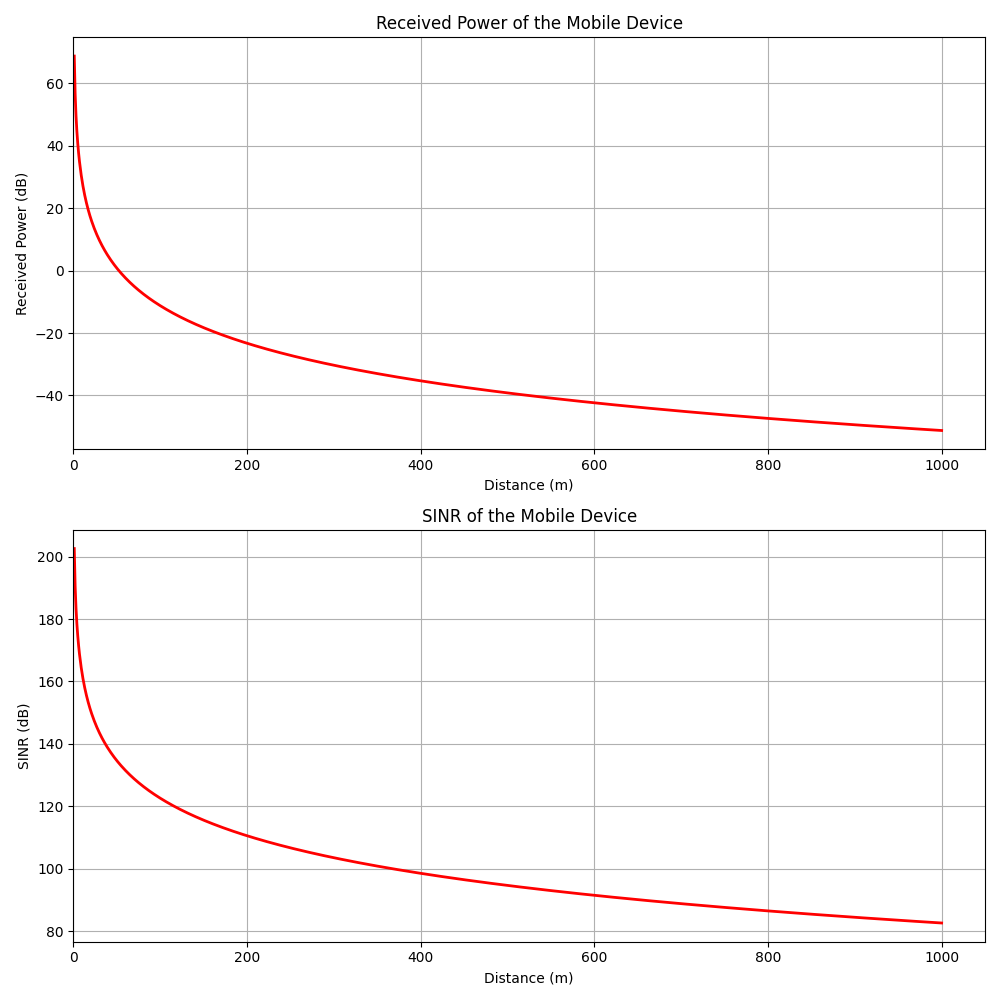 Received Power of the Mobile Device
Received Power (dB)
60
40
20
0
−20
−40
0 200 400 600 800 1000
Distance (m)
SINR of the Mobile Device
SINR (dB)
200
180
160
140
120
100
80
0 200 400 600 800 1000
Distance (m)